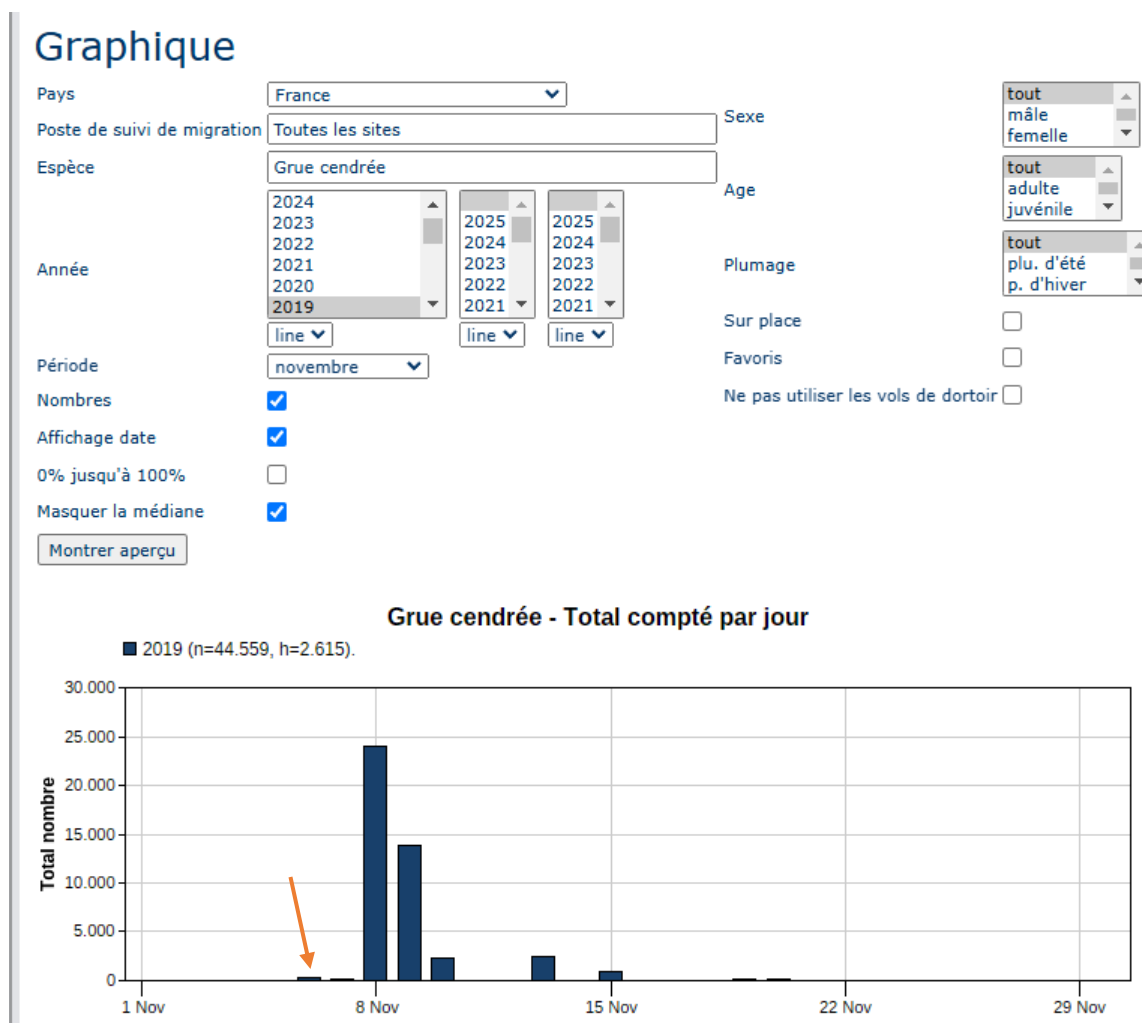 Graphique
Pays France
Poste de suivi de migration Toutes les sites
Espèce Grue cendrée
Année
2024
2023
2022
2021
2020
2019
line
2025
2024
2023
2022
2021
line
2025
2024
2023
2022
2021
line
Période novembre
Nombres
Affichage date
0% jusqu'à 100%
Masquer la médiane
Montrer aperçu
Sexe
tout
mâle
femelle
Age
tout
adulte
juvénile
Plumage
tout
plu. d'été
p. d'hiver
Sur place
Favoris
Ne pas utiliser les vols de dortoir
Grue cendrée - Total compté par jour
2019 (n=44.559, h=2.615).
Total nombre
30.000
25.000
20.000
15.000
10.000
5.000
0
1 Nov 8 Nov 15 Nov 22 Nov 29 Nov